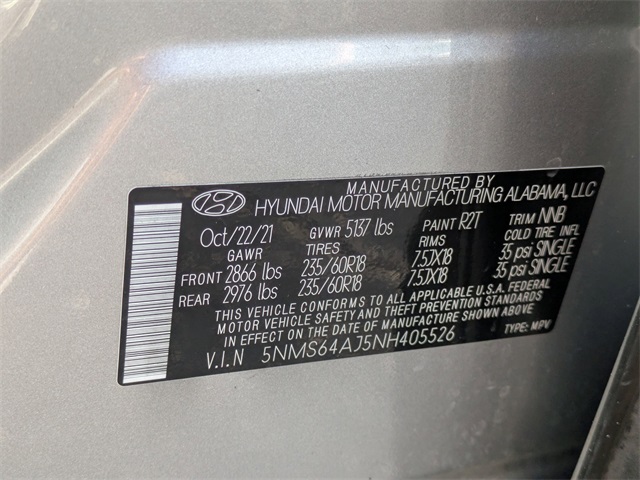 MANUFACTURED BY
HYUNDAI MOTOR MANUFACTURING ALABAMA, LLC
Oct/22/21 GVWR 5137 lbs PAINT R2T TRIM NNB
GAWR TIRES RIMS COLD TIRE INFL
FRONT 2866 lbs 235/60R18 7.5JX18 35 psi SINGLE
REAR 2976 lbs 235/60R18 7.5JX18 35 psi SINGLE
THIS VEHICLE CONFORMS TO ALL APPLICABLE U.S.A. FEDERAL
MOTOR VEHICLE SAFETY AND THEFT PREVENTION STANDARDS
IN EFFECT ON THE DATE OF MANUFACTURE SHOWN ABOVE
V.I.N 5NMS64AJ5NH405526 TYPE: MPV